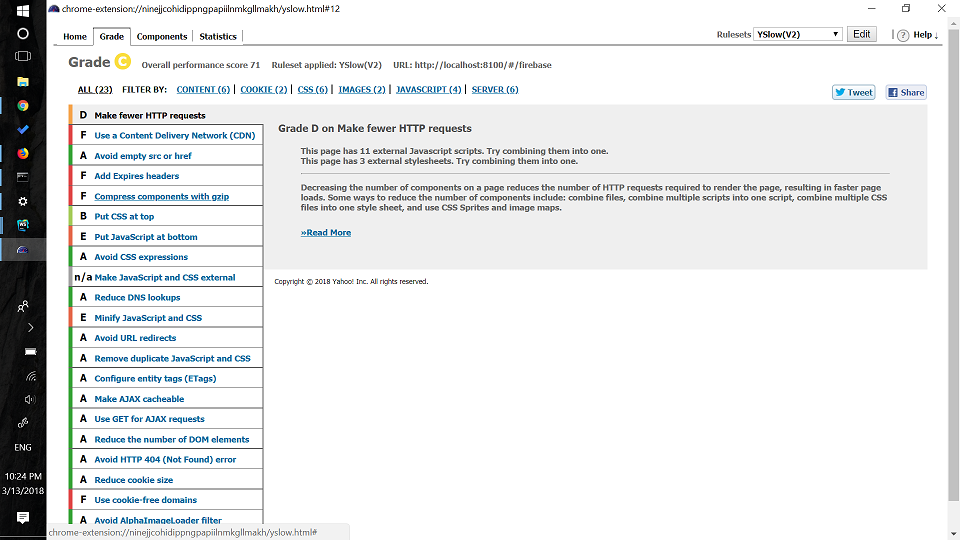 chrome-extension://ninejjcohidippngpapiilnmkgllmakh/yslow.html#12
Home Grade Components Statistics Rulesets YSlow(V2) Edit ? Help ↓
Grade C Overall performance score 71 Ruleset applied: YSlow(V2) URL: http://localhost:8100/#/firebase
ALL (23) FILTER BY: CONTENT (6) | COOKIE (2) | CSS (6) | IMAGES (2) | JAVASCRIPT (4) | SERVER (6) Tweet Share
D Make fewer HTTP requests
F Use a Content Delivery Network (CDN)
A Avoid empty src or href
F Add Expires headers
F Compress components with gzip
B Put CSS at top
E Put JavaScript at bottom
A Avoid CSS expressions
n/a Make JavaScript and CSS external
A Reduce DNS lookups
E Minify JavaScript and CSS
A Avoid URL redirects
A Remove duplicate JavaScript and CSS
A Configure entity tags (ETags)
A Make AJAX cacheable
A Use GET for AJAX requests
A Reduce the number of DOM elements
A Avoid HTTP 404 (Not Found) error
A Reduce cookie size
F Use cookie-free domains
A Avoid AlphaImageLoader filter
Grade D on Make fewer HTTP requests
This page has 11 external Javascript scripts. Try combining them into one.
This page has 3 external stylesheets. Try combining them into one.
Decreasing the number of components on a page reduces the number of HTTP requests required to render the page, resulting in faster page
loads. Some ways to reduce the number of components include: combine files, combine multiple scripts into one script, combine multiple CSS
files into one style sheet, and use CSS Sprites and image maps.
»Read More
Copyright © 2018 Yahoo! Inc. All rights reserved.
chrome-extension://ninejjcohidippngpapiilnmkgllmakh/yslow.html#
WS
ENG
10:24 PM
3/13/2018